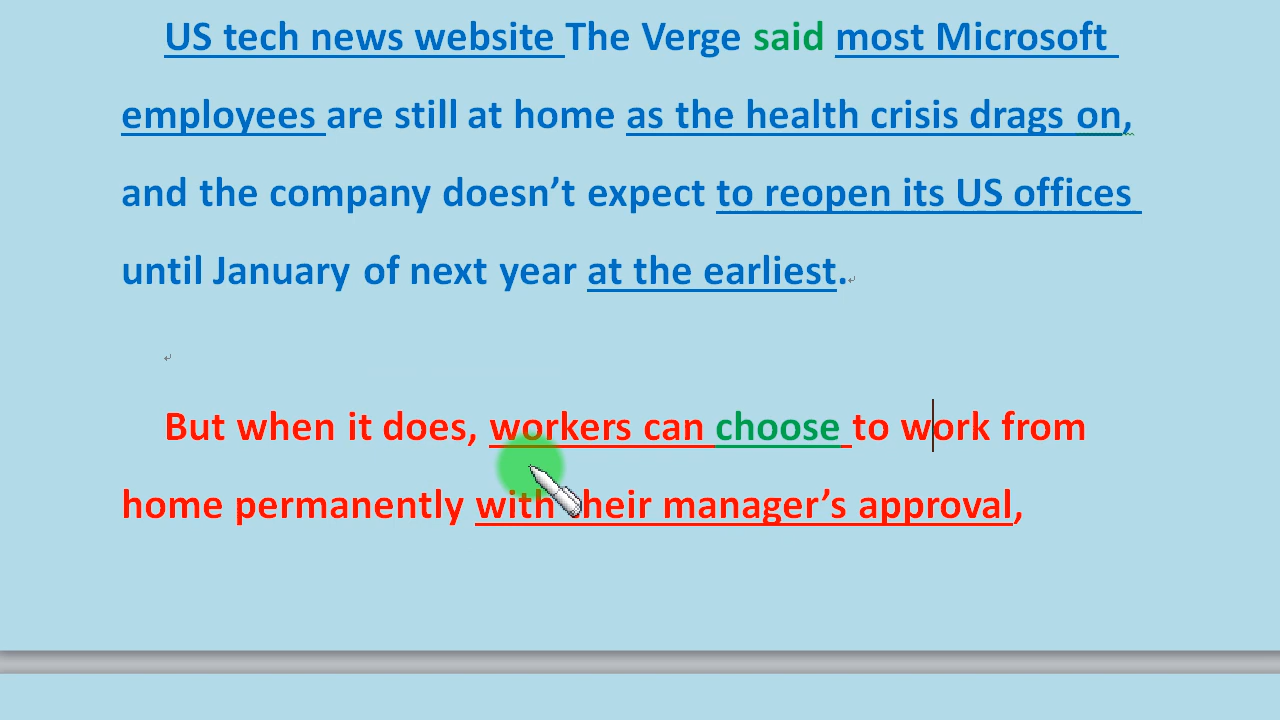 US tech news website The Verge said most Microsoft
employees are still at home as the health crisis drags on,
and the company doesn’t expect to reopen its US offices
until January of next year at the earliest.
But when it does, workers can choose to work from
home permanently with their manager’s approval,